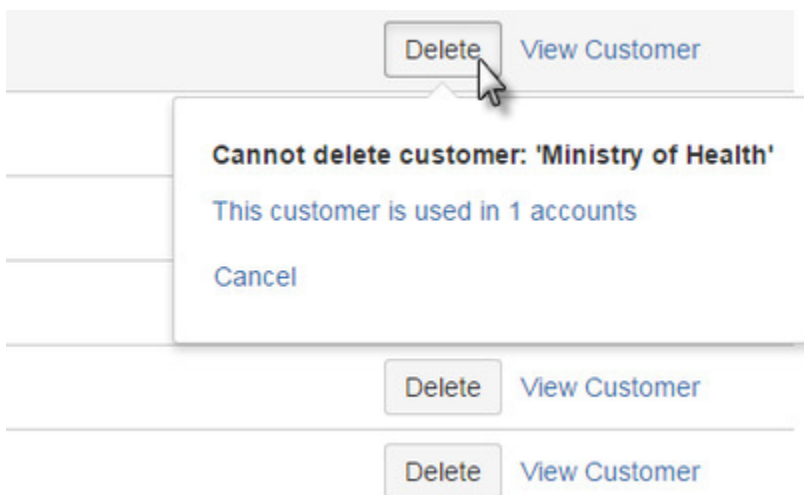 Delete View Customer
Cannot delete customer: 'Ministry of Health'
This customer is used in 1 accounts
Cancel
Delete View Customer
Delete View Customer